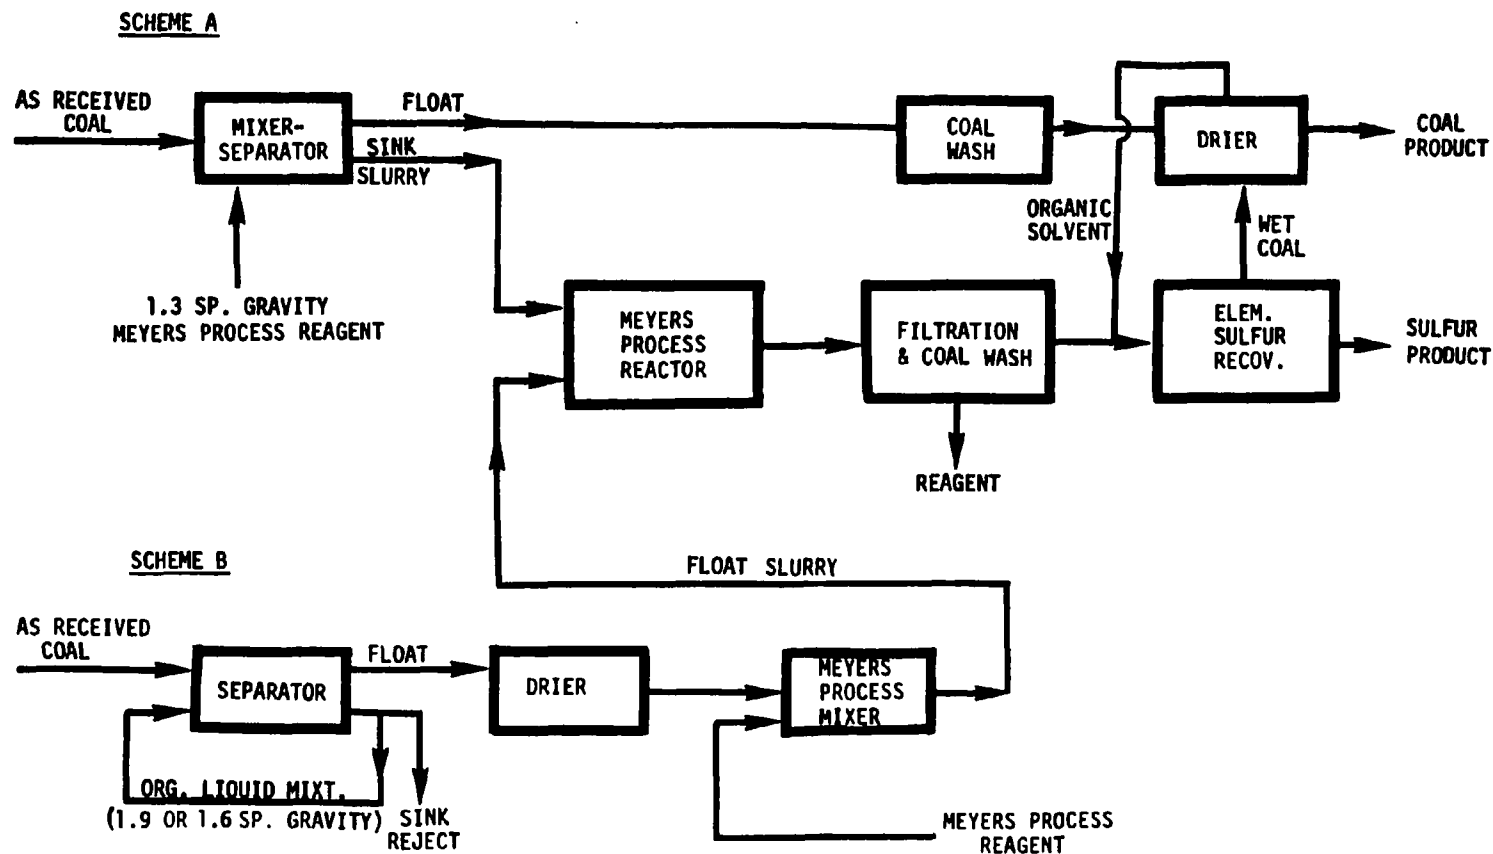 SCHEME A
AS RECEIVED
COAL
MIXER-
SEPARATOR
FLOAT
SINK
SLURRY
1.3 SP. GRAVITY
MEYERS PROCESS REAGENT
COAL
WASH
DRIER
COAL
PRODUCT
ORGANIC
SOLVENT
WET
COAL
MEYERS
PROCESS
REACTOR
FILTRATION
& COAL WASH
ELEM.
SULFUR
RECOV.
SULFUR
PRODUCT
REAGENT
SCHEME B
FLOAT SLURRY
AS RECEIVED
COAL
SEPARATOR
FLOAT
DRIER
MEYERS
PROCESS
MIXER
ORG. LIQUID MIXT.
(1.9 OR 1.6 SP. GRAVITY)
SINK
REJECT
MEYERS PROCESS
REAGENT